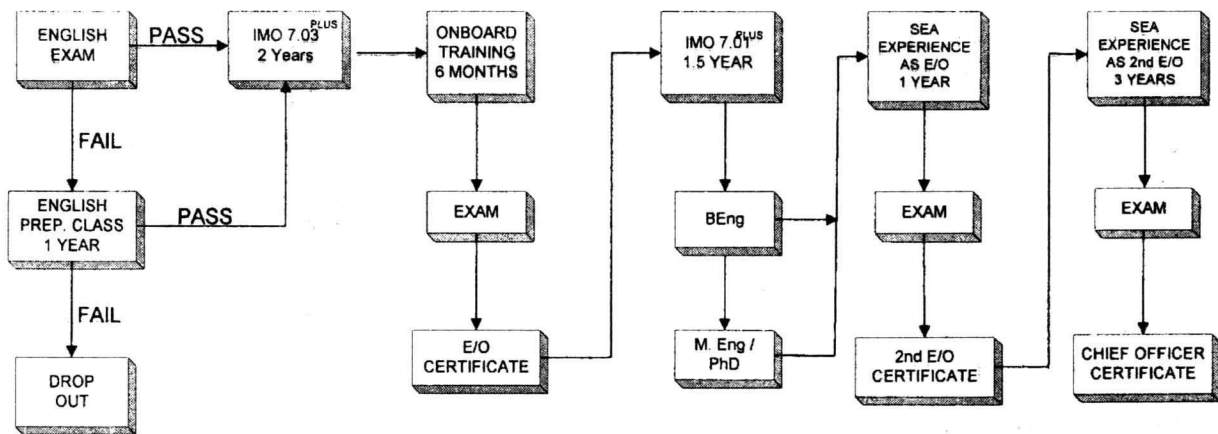 ENGLISH
EXAM
PASS
IMO 7.03 PLUS
2 Years
ONBOARD
TRAINING
6 MONTHS
IMO 7.01 PLUS
1.5 YEAR
SEA
EXPERIENCE
AS E/O
1 YEAR
SEA
EXPERIENCE
AS 2nd E/O
3 YEARS
FAIL
ENGLISH
PREP. CLASS
1 YEAR
PASS
EXAM
BEng
EXAM
EXAM
FAIL
DROP
OUT
E/O
CERTIFICATE
M. Eng /
PhD
2nd E/O
CERTIFICATE
CHIEF OFFICER
CERTIFICATE